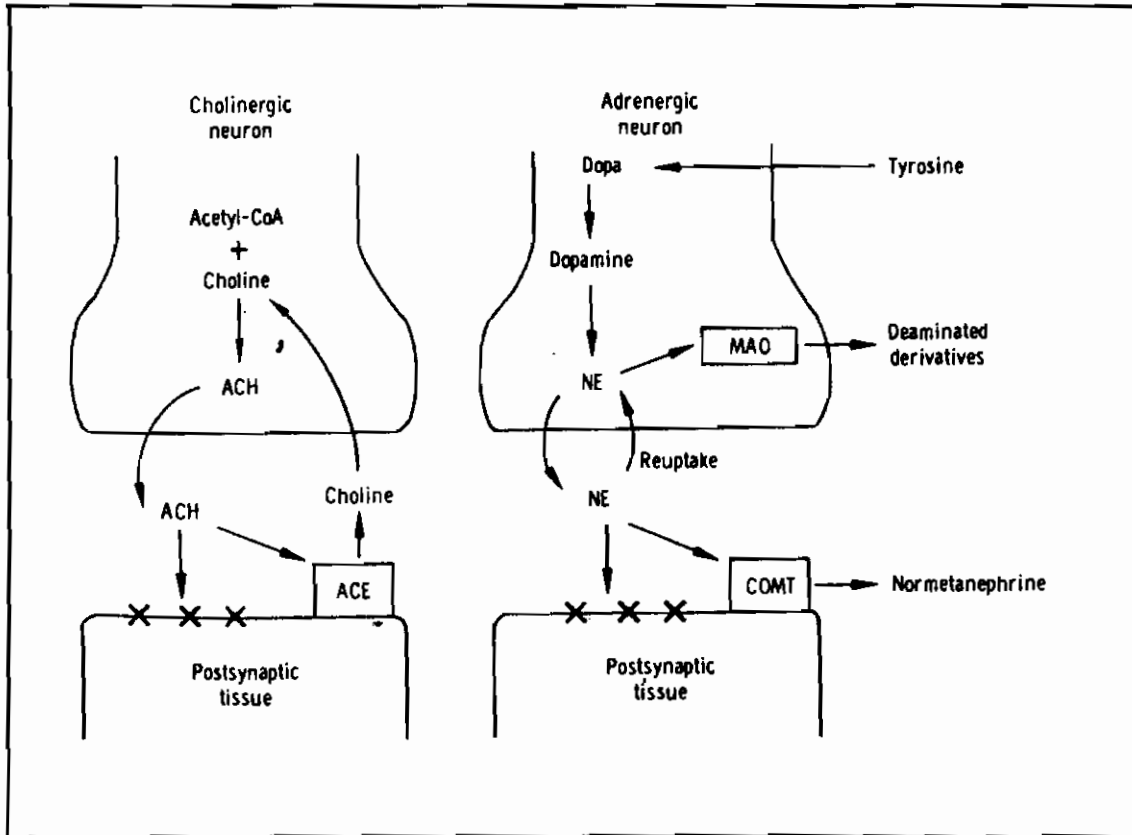 Cholinergic
neuron
Acetyl-CoA
+
Choline
ACH
ACH
Choline
ACE
Postsynaptic
tissue
Adrenergic
neuron
Dopa
Tyrosine
Dopamine
NE
MAO
Deaminated
derivatives
Reuptake
NE
COMT
Normetanephrine
Postsynaptic
tissue